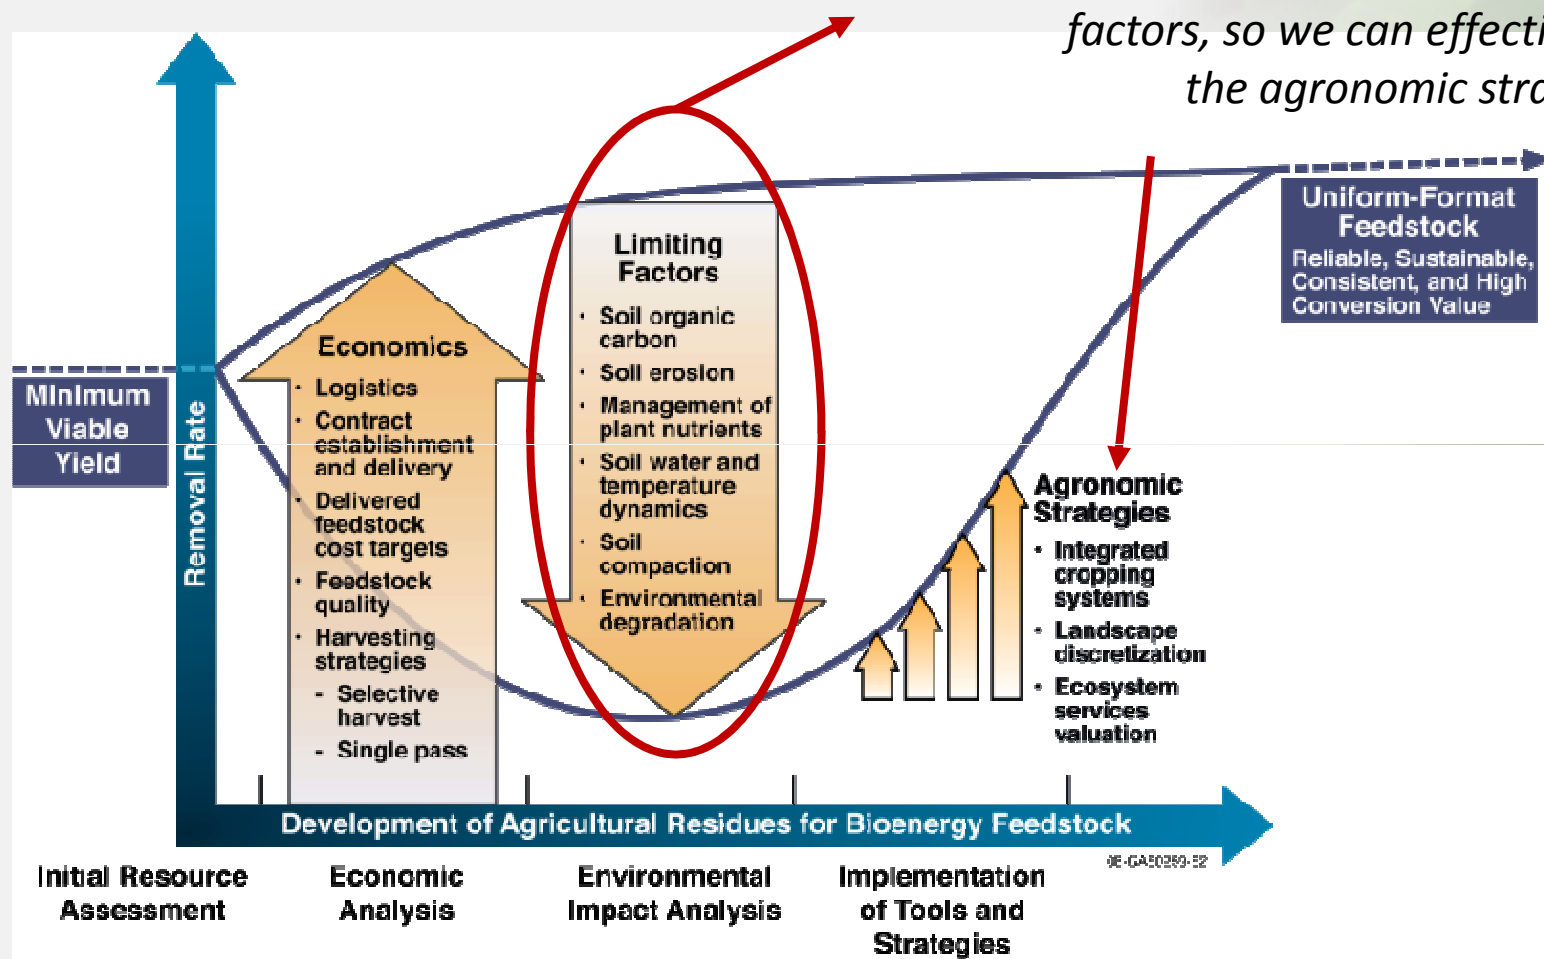 factors, so we can effecti
the agronomic stra
Uniform-Format
Feedstock
Reliable, Sustainable,
Consistent, and High
Conversion Value
Minimum
Viable
Yield
Removal Rate
Economics
· Logistics
· Contract
establishment
and delivery
· Delivered
feedstock
cost targets
· Feedstock
quality
· Harvesting
strategies
- Selective
harvest
- Single pass
Limiting
Factors
· Soil organic
carbon
· Soil erosion
· Management of
plant nutrients
· Soil water and
temperature
dynamics
· Soil
compaction
· Environmental
degradation
Agronomic
Strategies
• Integrated
cropping
systems
• Landscape
discretization
• Ecosystem
services
valuation
Development of Agricultural Residues for Bioenergy Feedstock
Initial Resource
Assessment
Economic
Analysis
Environmental
Impact Analysis
Implementation
of Tools and
Strategies